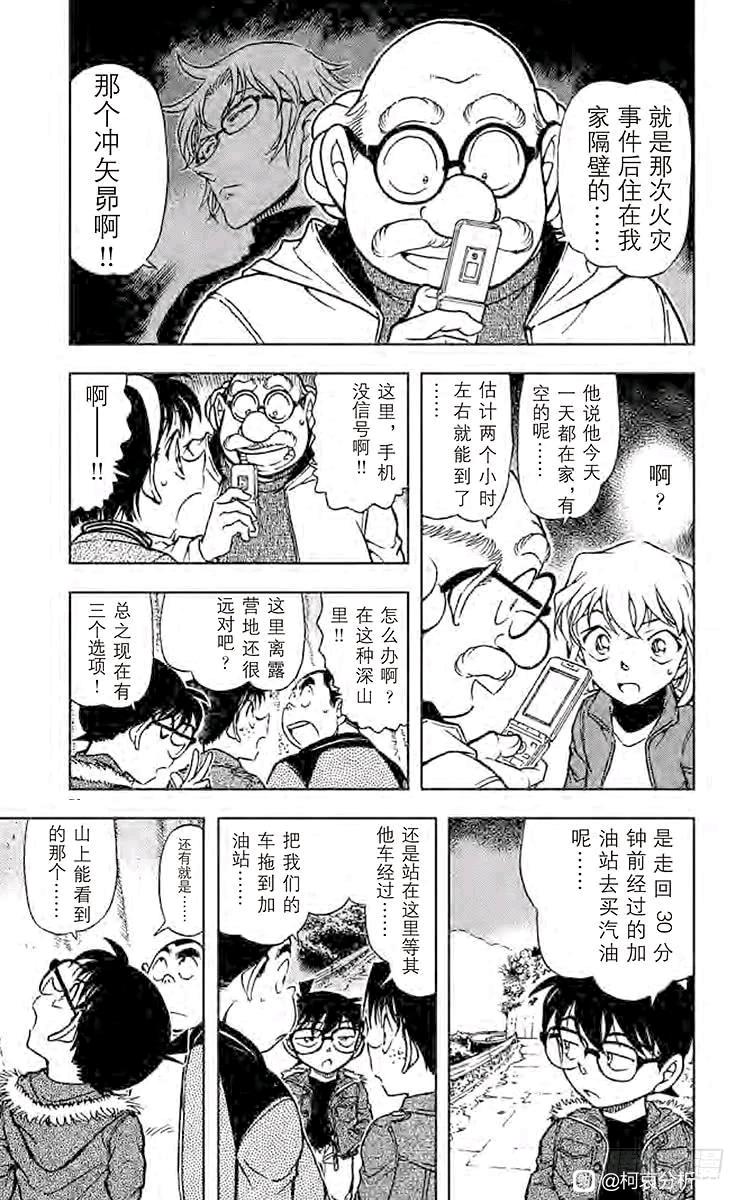 就是那次火灾
事件后住在我
家隔壁的……
那个冲矢昴啊!!
他说他今天
一天都在家,有
空的呢……
啊?
估计两个小时
左右就能到了
……
这里,手机
没信号啊!!
啊——!!
怎么办啊?
在这种深山
里!!
这里离露
营地还很
远对吧?
总之现在有
三个选项!
是走回 30 分
钟前经过的加
油站去买汽油
呢……
还是站在这里等其
他车经过……
把我们的
车拖到加
油站……
还有就是……
山上能看到
的那个……
@柯哀分析